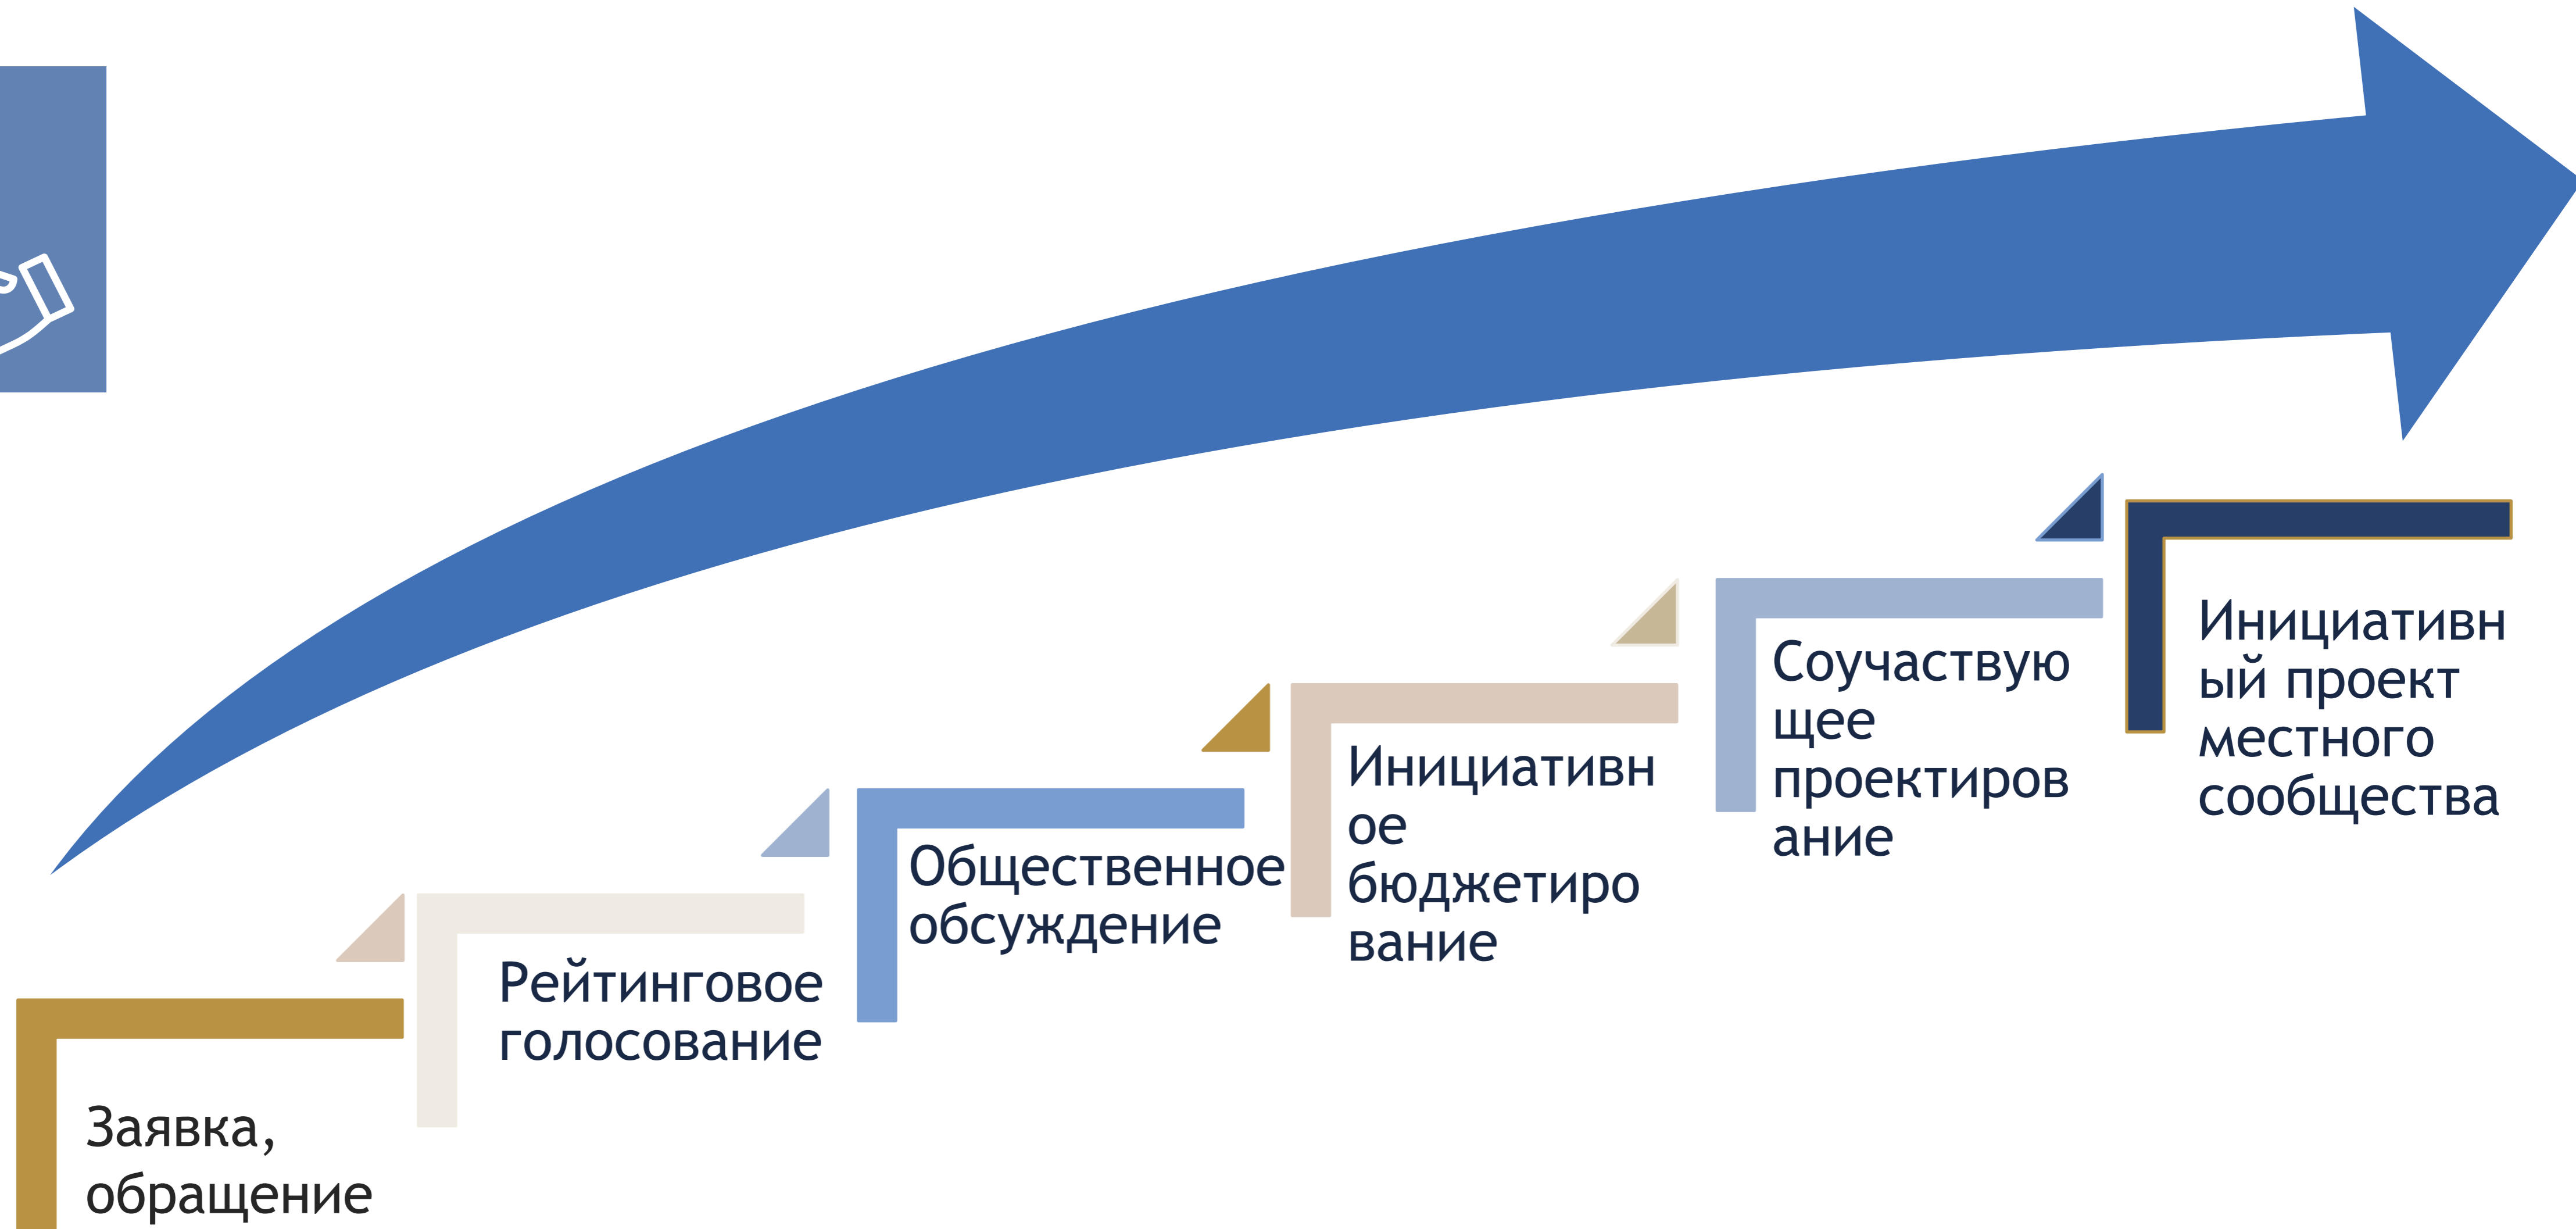 Заявка,
обращение
Рейтинговое
голосование
Общественное
обсуждение
Инициативн
ое
бюджетиро
вание
Соучаствую
щее
проектиров
ание
Инициативн
ый проект
местного
сообщества